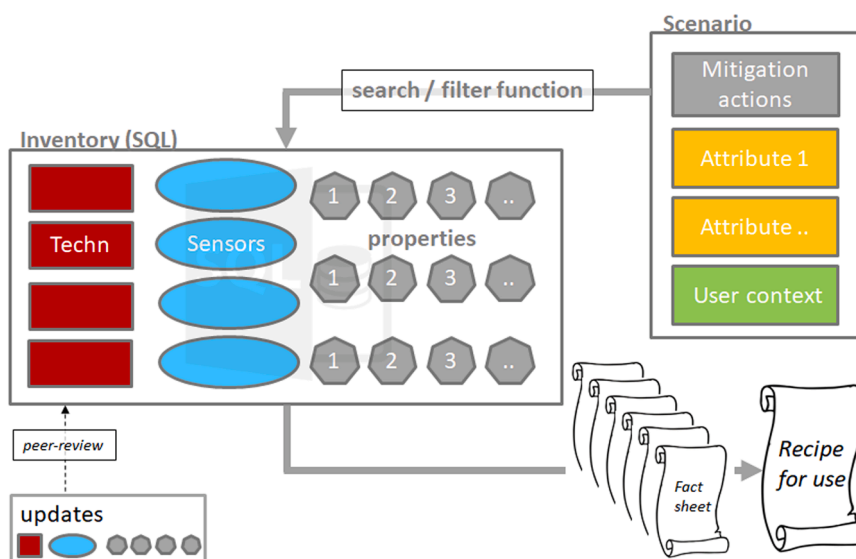 Scenario
Mitigation
actions
search / filter function
Inventory (SQL)
Attribute 1
1 2 3 ..
Techn
Sensors
properties
Attribute ..
SQL
1 2 3 ..
User context
1 2 3 ..
peer-review
Recipe
for use
Fact
sheet
updates